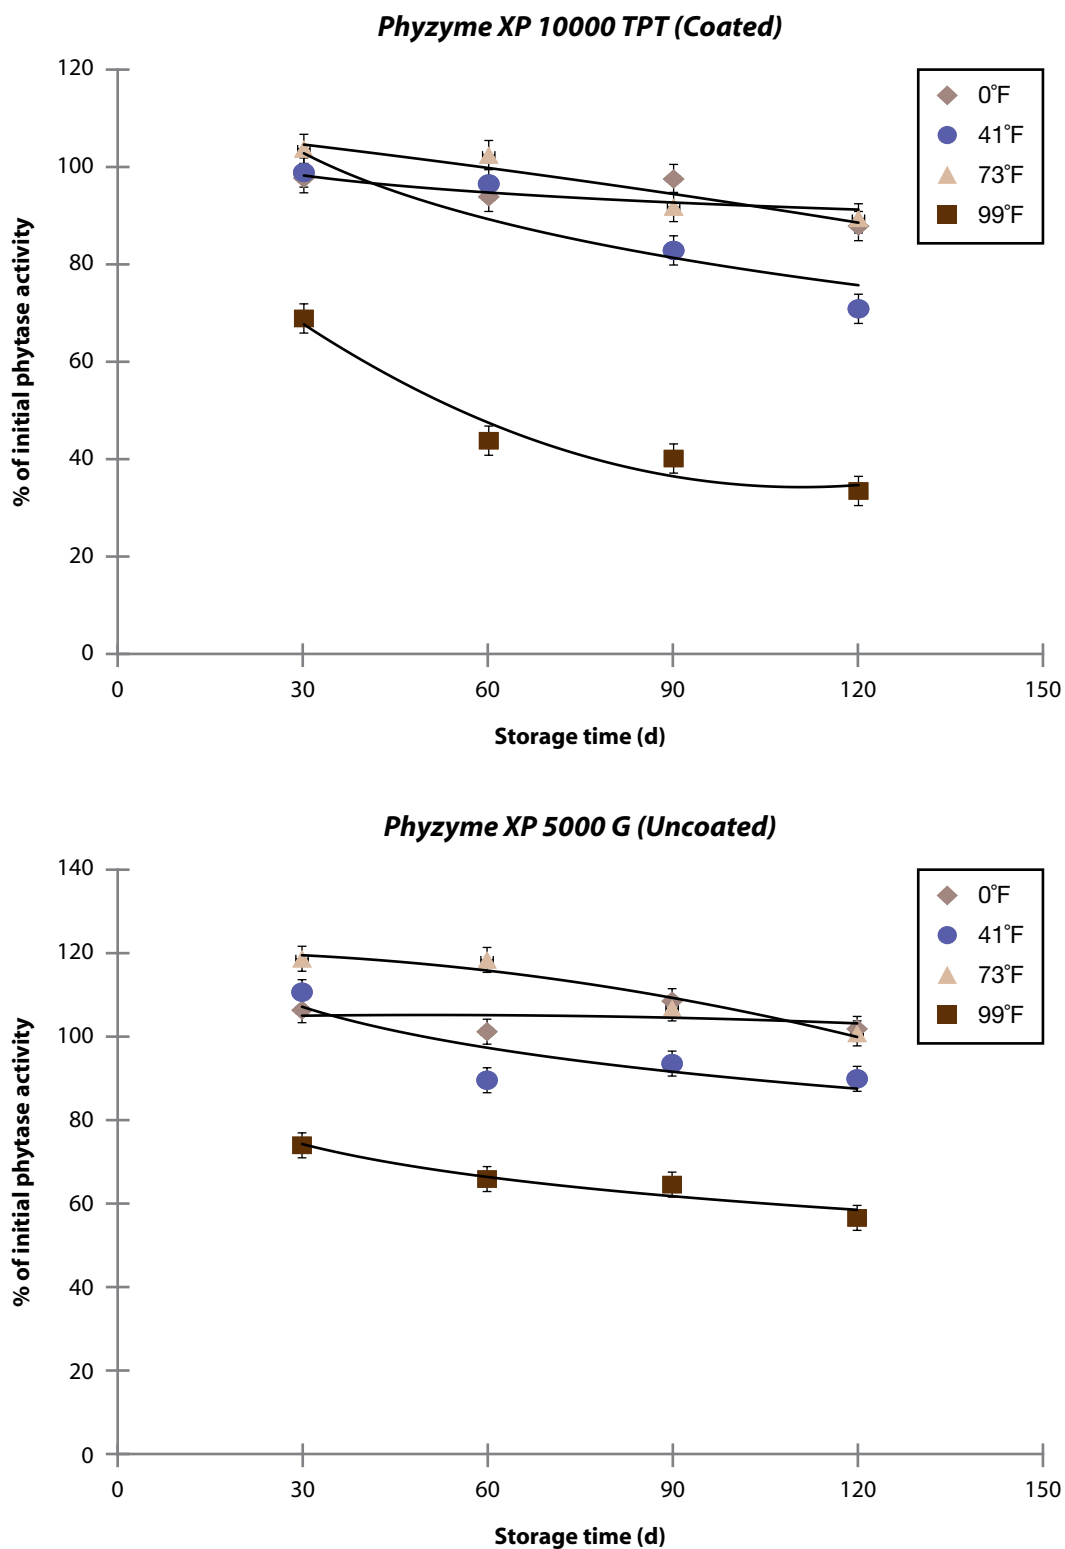 Phyzyme XP 10000 TPT (Coated)
120
100
80
60
40
20
0
% of initial phytase activity
0°F
41°F
73°F
99°F
0 30 60 90 120 150
Storage time (d)
Phyzyme XP 5000 G (Uncoated)
140
120
100
80
60
40
20
0
% of initial phytase activity
0°F
41°F
73°F
99°F
0 30 60 90 120 150
Storage time (d)